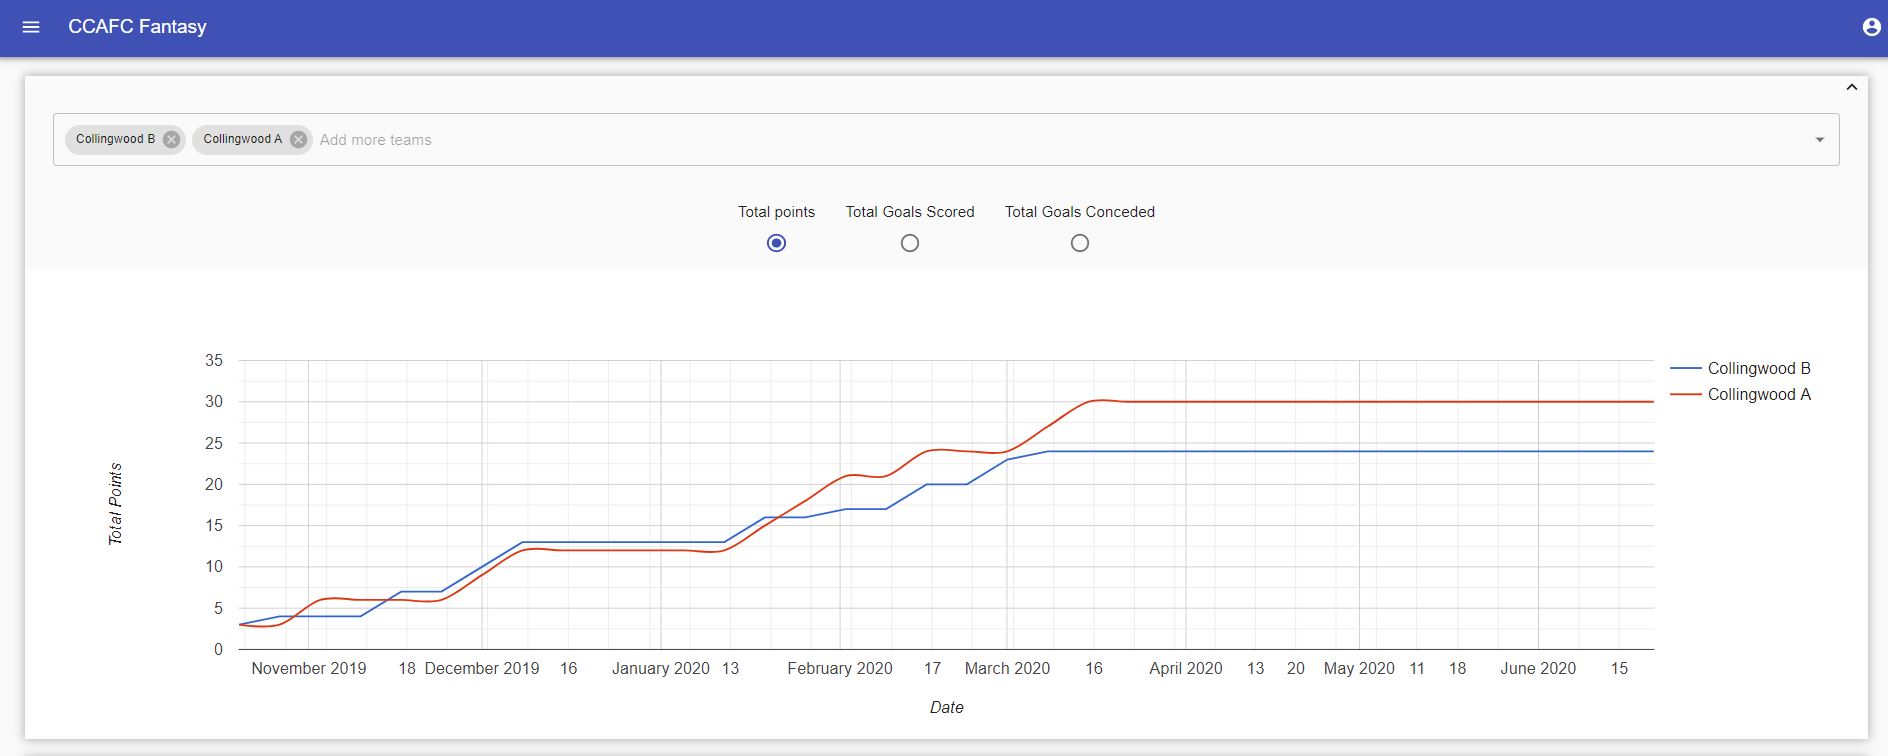 CCAFC Fantasy
Collingwood B Collingwood A Add more teams
Total points Total Goals Scored Total Goals Conceded
35
30
25
20
15
10
5
0
Total Points
Collingwood B
Collingwood A
November 2019 18 December 2019 16 January 2020 13 February 2020 17 March 2020 16 April 2020 13 20 May 2020 11 18 June 2020 15
Date